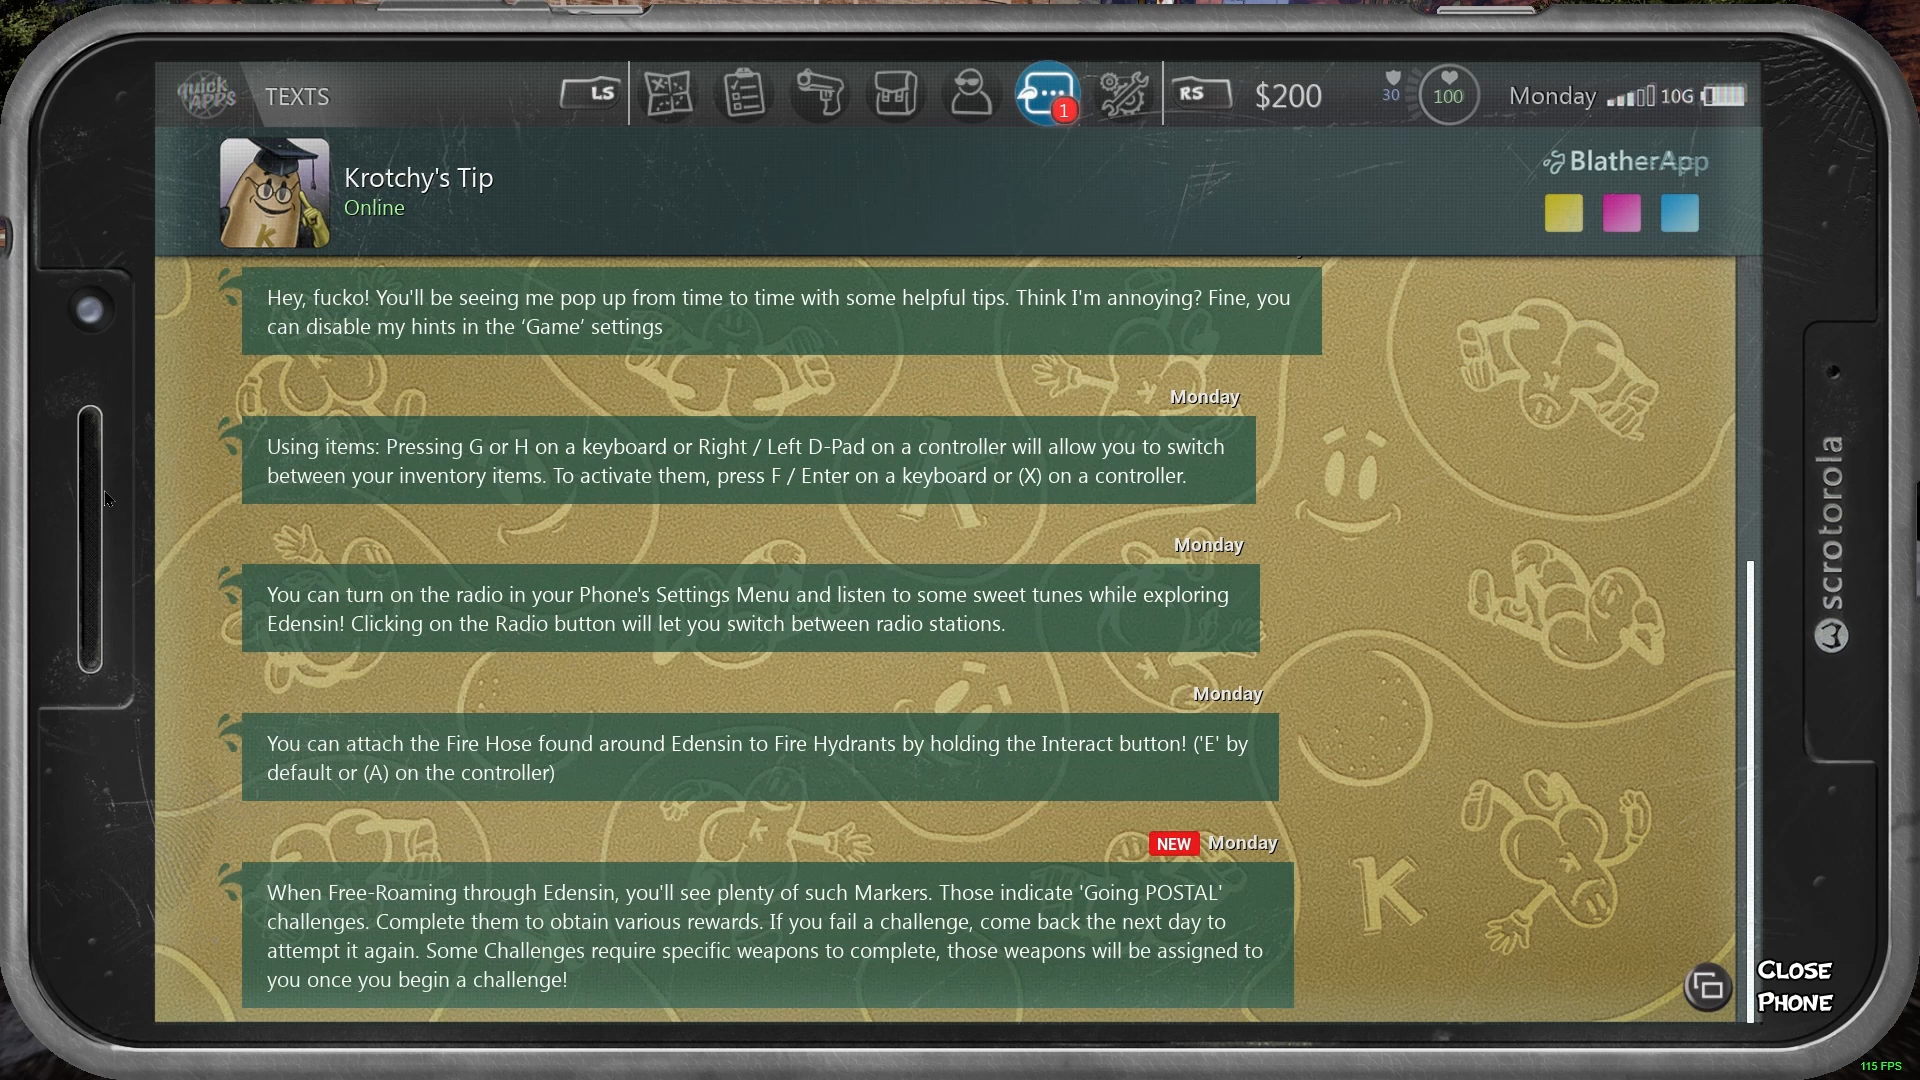 quick
Apps
TEXTS
LS
1
RS
$200
30
100
Monday
10G
Krotchy's Tip
Online
BlatherApp
Hey, fucko! You'll be seeing me pop up from time to time with some helpful tips. Think I'm annoying? Fine, you
can disable my hints in the ‘Game’ settings
Monday
Using items: Pressing G or H on a keyboard or Right / Left D-Pad on a controller will allow you to switch
between your inventory items. To activate them, press F / Enter on a keyboard or (X) on a controller.
Monday
You can turn on the radio in your Phone's Settings Menu and listen to some sweet tunes while exploring
Edensin! Clicking on the Radio button will let you switch between radio stations.
Monday
You can attach the Fire Hose found around Edensin to Fire Hydrants by holding the Interact button! ('E' by
default or (A) on the controller)
NEW Monday
When Free-Roaming through Edensin, you'll see plenty of such Markers. Those indicate 'Going POSTAL'
challenges. Complete them to obtain various rewards. If you fail a challenge, come back the next day to
attempt it again. Some Challenges require specific weapons to complete, those weapons will be assigned to
you once you begin a challenge!
K
scrotorola
CLOSE
PHONE
115 FPS